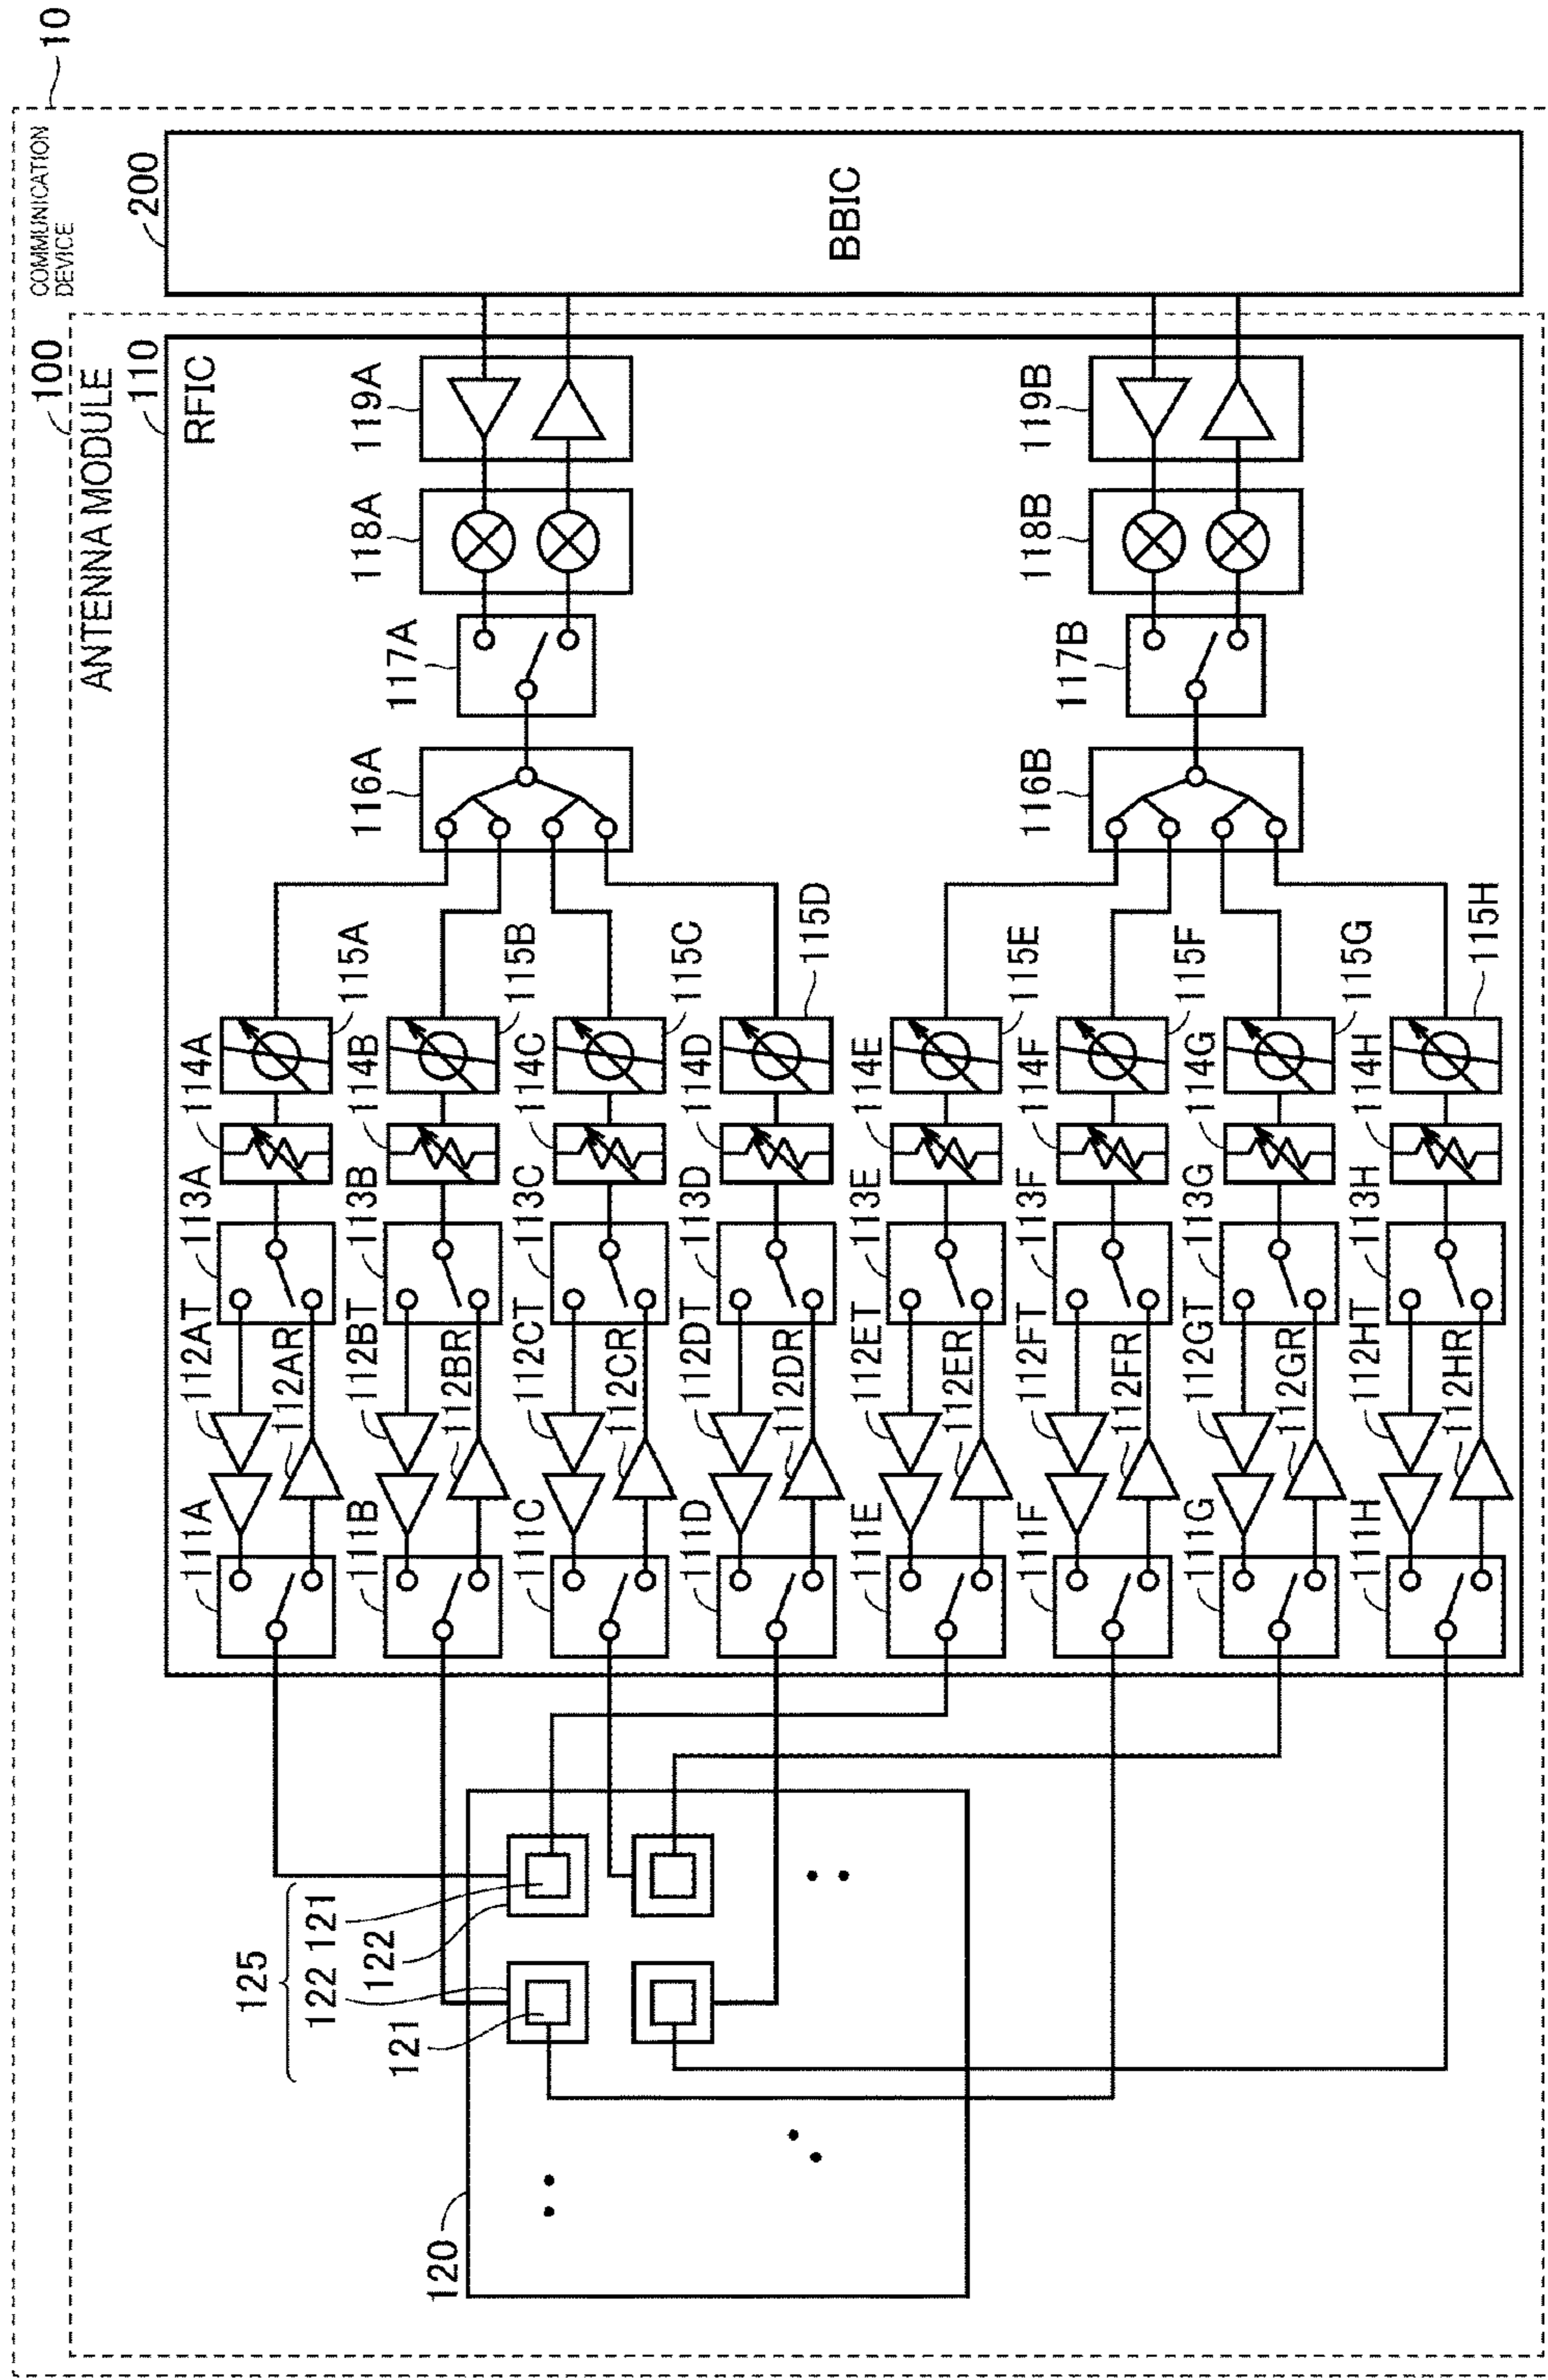 10
COMMUNICATION
DEVICE
200
BBIC
100
ANTENNA MODULE
110
RFIC
119A
119B
118A
118B
117A
117B
116A
116B
115A
115B
115C
115D
115E
115F
115G
115H
114A
114B
114C
114D
114E
114F
114G
114H
113A
113B
113C
113D
113E
113F
113G
113H
112AT
112BT
112CT
112DT
112ET
112FT
112GT
112HT
112AR
112BR
112CR
112DR
112ER
112FR
112GR
112HR
111A
111B
111C
111D
111E
111F
111G
111H
125
122 121
122
121
120